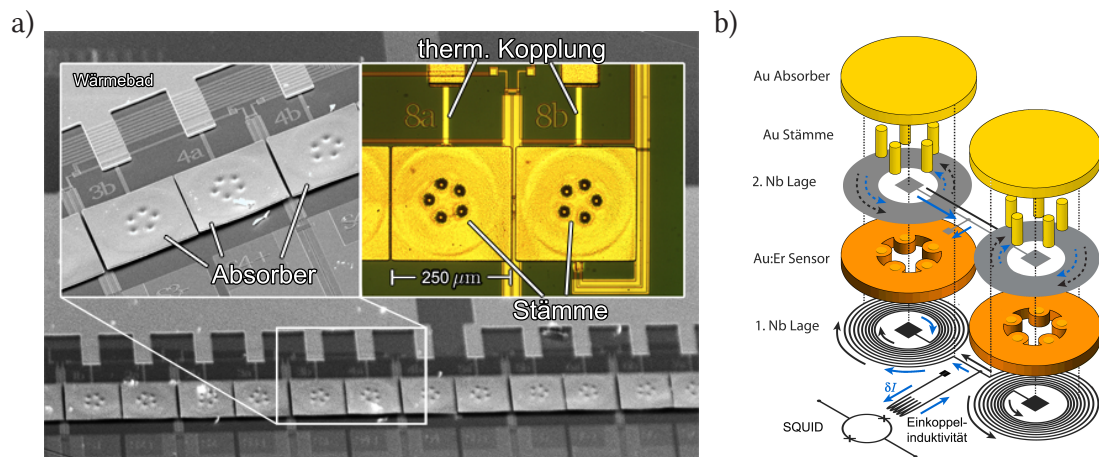 a)
Wärmebad
therm. Kopplung
8a
8b
4b
4a
3b
Absorber
250 µm
Stämme
b)
Au Absorber
Au Stämme
2. Nb Lage
Au:Er Sensor
1. Nb Lage
δI
SQUID
Einkoppel-
induktivität